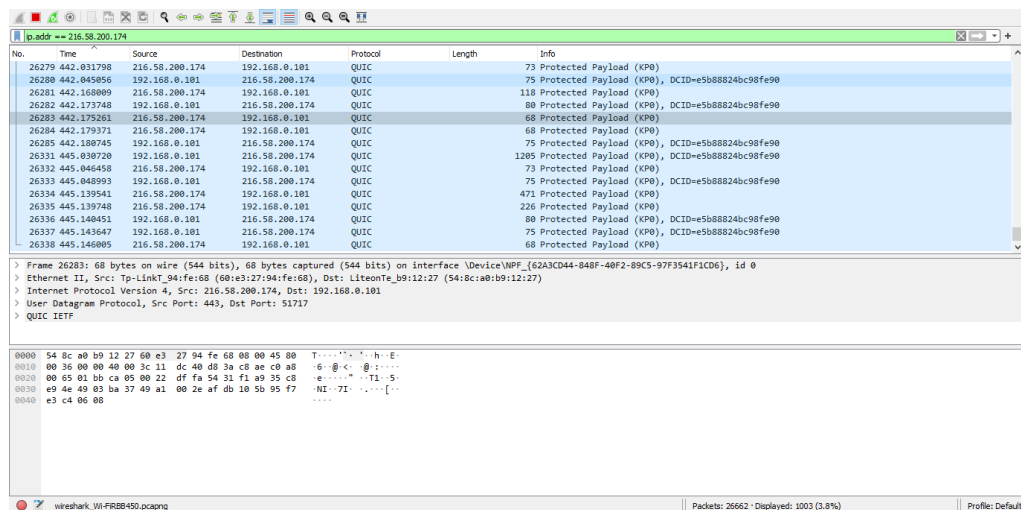 ip.addr == 216.58.200.174
No. Time Source Destination Protocol Length Info
26279 442.031798 216.58.200.174 192.168.0.101 QUIC 73 Protected Payload (KP0)
26280 442.045056 192.168.0.101 216.58.200.174 QUIC 75 Protected Payload (KP0), DCID=e5b88824bc98fe90
26281 442.168009 216.58.200.174 192.168.0.101 QUIC 118 Protected Payload (KP0)
26282 442.173748 192.168.0.101 216.58.200.174 QUIC 80 Protected Payload (KP0), DCID=e5b88824bc98fe90
26283 442.175261 216.58.200.174 192.168.0.101 QUIC 68 Protected Payload (KP0)
26284 442.179371 216.58.200.174 192.168.0.101 QUIC 68 Protected Payload (KP0)
26285 442.180745 192.168.0.101 216.58.200.174 QUIC 75 Protected Payload (KP0), DCID=e5b88824bc98fe90
26331 445.030720 192.168.0.101 216.58.200.174 QUIC 1205 Protected Payload (KP0), DCID=e5b88824bc98fe90
26332 445.046458 216.58.200.174 192.168.0.101 QUIC 73 Protected Payload (KP0)
26333 445.048993 192.168.0.101 216.58.200.174 QUIC 75 Protected Payload (KP0), DCID=e5b88824bc98fe90
26334 445.139541 216.58.200.174 192.168.0.101 QUIC 471 Protected Payload (KP0)
26335 445.139748 216.58.200.174 192.168.0.101 QUIC 226 Protected Payload (KP0)
26336 445.140451 192.168.0.101 216.58.200.174 QUIC 80 Protected Payload (KP0), DCID=e5b88824bc98fe90
26337 445.143647 192.168.0.101 216.58.200.174 QUIC 75 Protected Payload (KP0), DCID=e5b88824bc98fe90
26338 445.146005 216.58.200.174 192.168.0.101 QUIC 68 Protected Payload (KP0)
> Frame 26283: 68 bytes on wire (544 bits), 68 bytes captured (544 bits) on interface \Device\NPF_{62A3CD44-848F-40F2-89C5-97F3541F1CD6}, id 0
> Ethernet II, Src: Tp-LinkT_94:fe:68 (60:e3:27:94:fe:68), Dst: LiteonTe_b9:12:27 (54:8c:a0:b9:12:27)
> Internet Protocol Version 4, Src: 216.58.200.174, Dst: 192.168.0.101
> User Datagram Protocol, Src Port: 443, Dst Port: 51717
> QUIC IETF
0000 54 8c a0 b9 12 27 60 e3 27 94 fe 68 08 00 45 80 T····'`· '··h··E·
0010 00 36 00 00 40 00 3c 11 dc 40 d8 3a c8 ae c0 a8 ·6··@·<· ·@·:····
0020 00 65 01 bb ca 05 00 22 df fa 54 31 f1 a9 35 c8 ·e·····" ··T1··5·
0030 e9 4e 49 03 ba 37 49 a1 00 2e af db 10 5b 95 f7 ·NI··7I· ·.···[··
0040 e3 c4 06 08 ····
wireshark_Wi-FiRBB450.pcapng Packets: 26662 · Displayed: 1003 (3.8%) Profile: Default